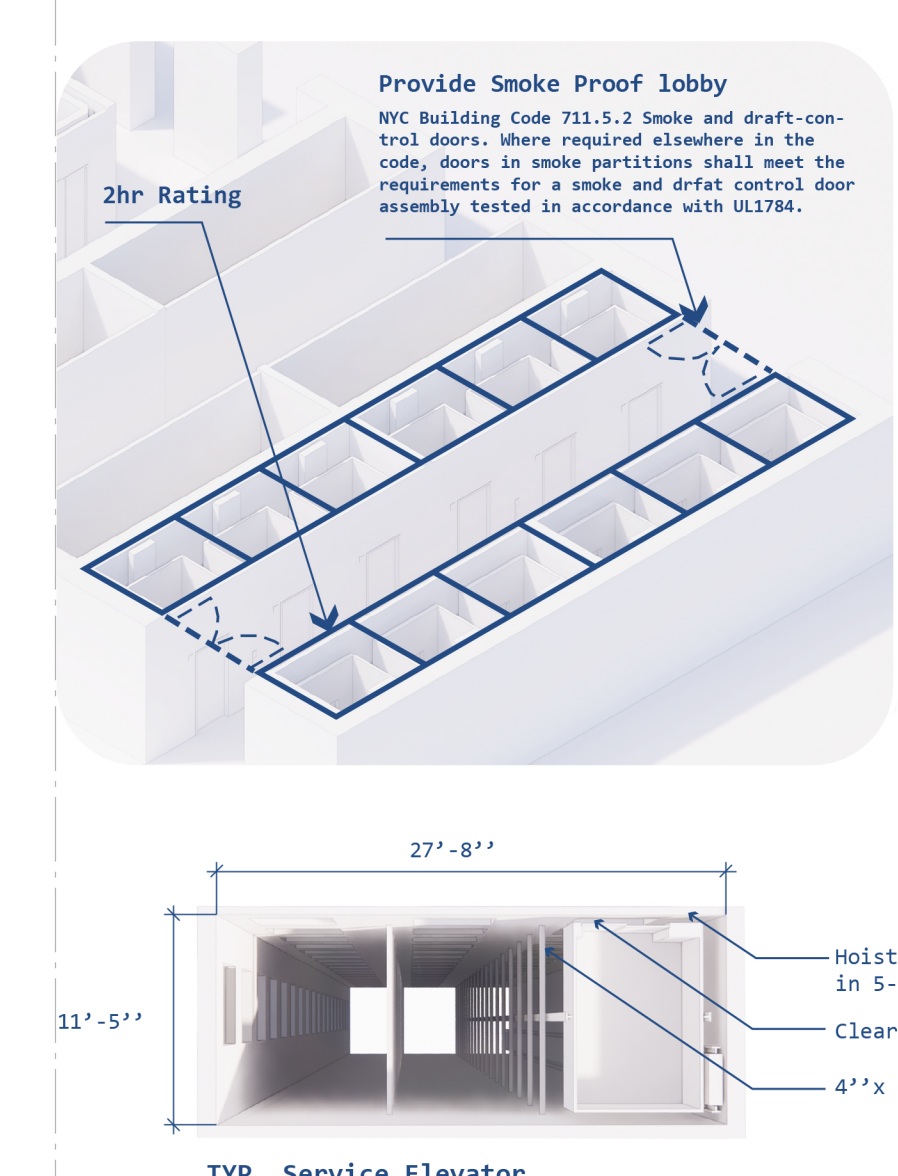 Provide Smoke Proof lobby
NYC Building Code 711.5.2 Smoke and draft-con-
trol doors. Where required elsewhere in the
code, doors in smoke partitions shall meet the
requirements for a smoke and drfat control door
assembly tested in accordance with UL1784.
2hr Rating
27’-8’’
11’-5’’
Hoist
in 5-
Clear
4’’x
TYP. Service Elevator